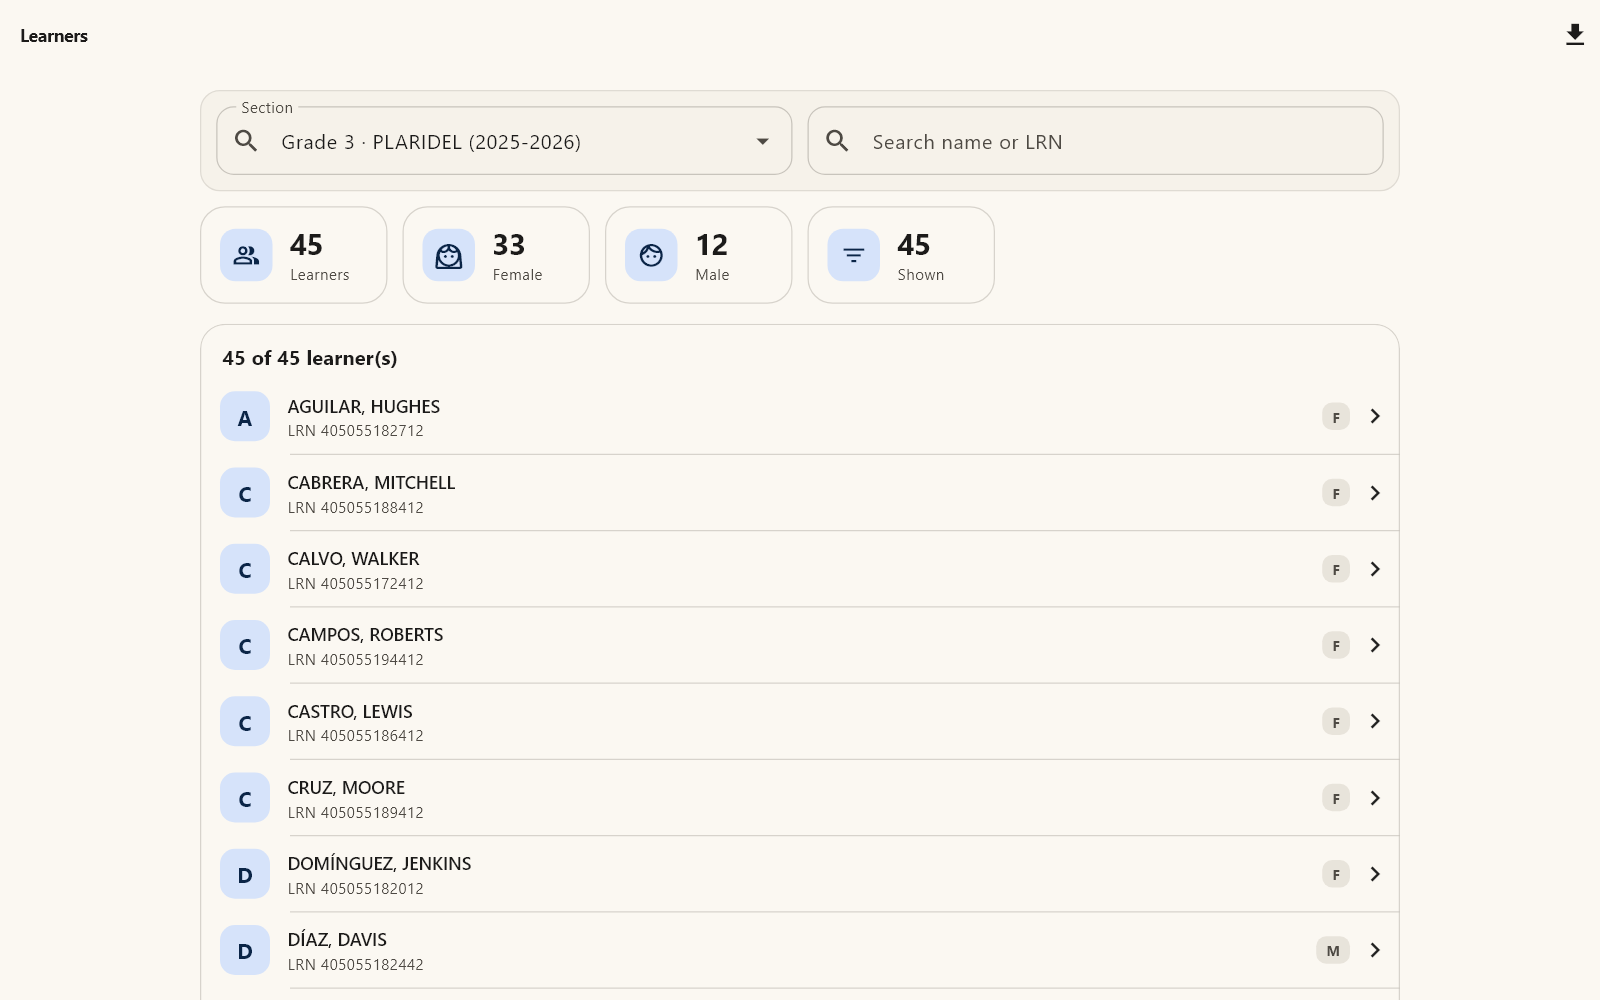 Learners
Section
Grade 3 · PLARIDEL (2025-2026)
Search name or LRN
45
Learners
33
Female
12
Male
45
Shown
45 of 45 learner(s)
A
AGUILAR, HUGHES
LRN 405055182712
F
C
CABRERA, MITCHELL
LRN 405055188412
F
C
CALVO, WALKER
LRN 405055172412
F
C
CAMPOS, ROBERTS
LRN 405055194412
F
C
CASTRO, LEWIS
LRN 405055186412
F
C
CRUZ, MOORE
LRN 405055189412
F
D
DOMÍNGUEZ, JENKINS
LRN 405055182012
F
D
DÍAZ, DAVIS
LRN 405055182442
M